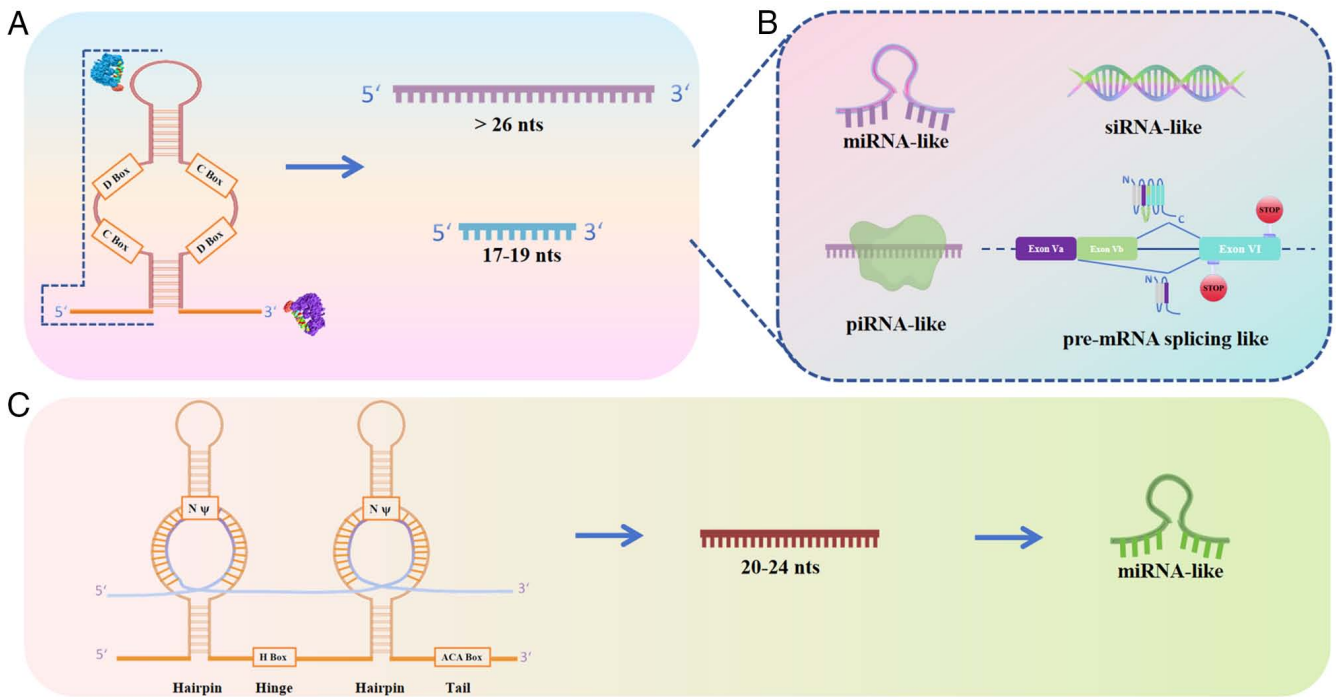 A
5‘
3‘
> 26 nts
D Box
C Box
C Box
D Box
5‘
3‘
17-19 nts
5‘
3‘
B
miRNA-like
siRNA-like
N
C
STOP
Exon Va
Exon Vb
Exon VI
N
STOP
piRNA-like
pre-mRNA splicing like
C
N ψ
N ψ
5‘
3‘
20-24 nts
miRNA-like
5‘
H Box
ACA Box
3‘
Hairpin
Hinge
Hairpin
Tail